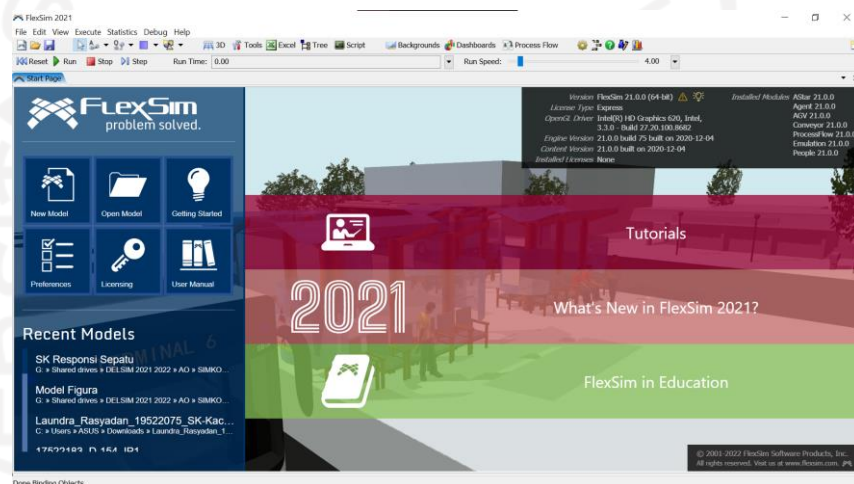 FlexSim 2021
File Edit View Execute Statistics Debug Help
3D Tools Excel Tree Script Backgrounds Dashboards Process Flow
Reset Run Stop Step Run Time: 0.00 Run Speed: 4.00
Start Page
FLEXSIM
problem solved.
New Model Open Model Getting Started
Preferences Licensing User Manual
Recent Models
SK Responsi Sepatu
G: » Shared drives » DELSIM 2021 2022 » AO » SIMKO...
Model Figura
G: » Shared drives » DELSIM 2021 2022 » AO » SIMKO...
Laundra_Rasyadan_19522075_SK-Kac...
C: » Users » ASUS » Downloads » Laundra_Rasyadan_1...
Version FlexSim 21.0.0 (64-bit)
License Type Express
OpenGL Driver Intel(R) HD Graphics 620, Intel,
3.3.0 - Build 27.20.100.8682
Engine Version 21.0.0 build 75 built on 2020-12-04
Content Version 21.0.0 built on 2020-12-04
Installed Licenses None
Installed Modules AStar 21.0.0
Agent 21.0.0
AGV 21.0.0
Conveyor 21.0.0
ProcessFlow 21.0.0
Emulation 21.0.0
People 21.0.0
Tutorials
2021
What's New in FlexSim 2021?
FlexSim in Education
TERMINAL 6
© 2001-2022 FlexSim Software Products, Inc.
All rights reserved. Visit us at www.flexsim.com.